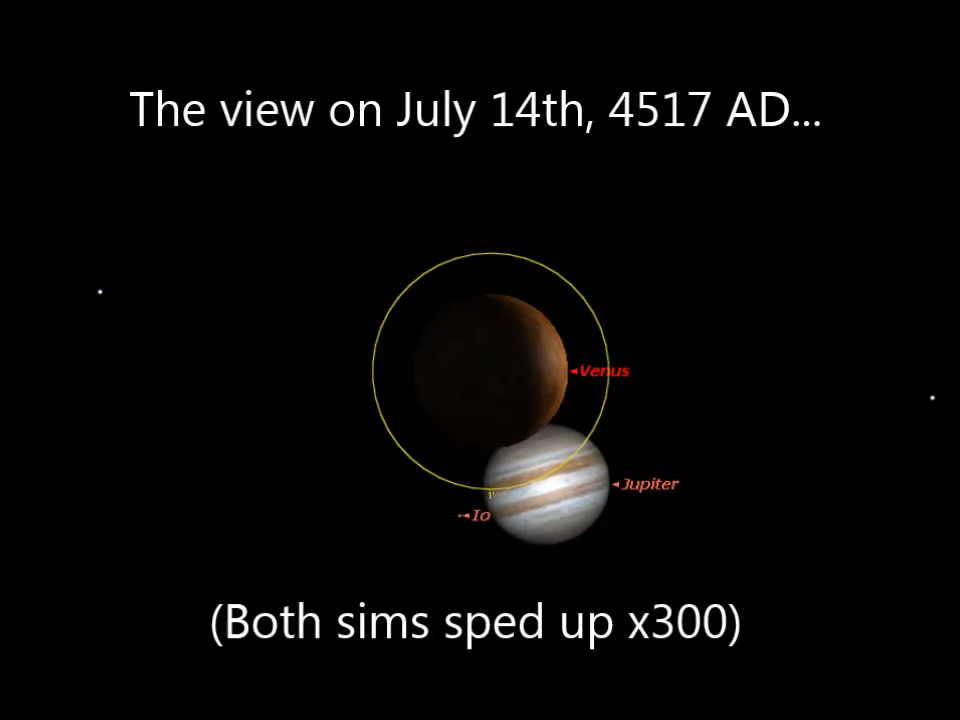 The view on July 14th, 4517 AD...
Venus
Jupiter
Io
(Both sims sped up x300)